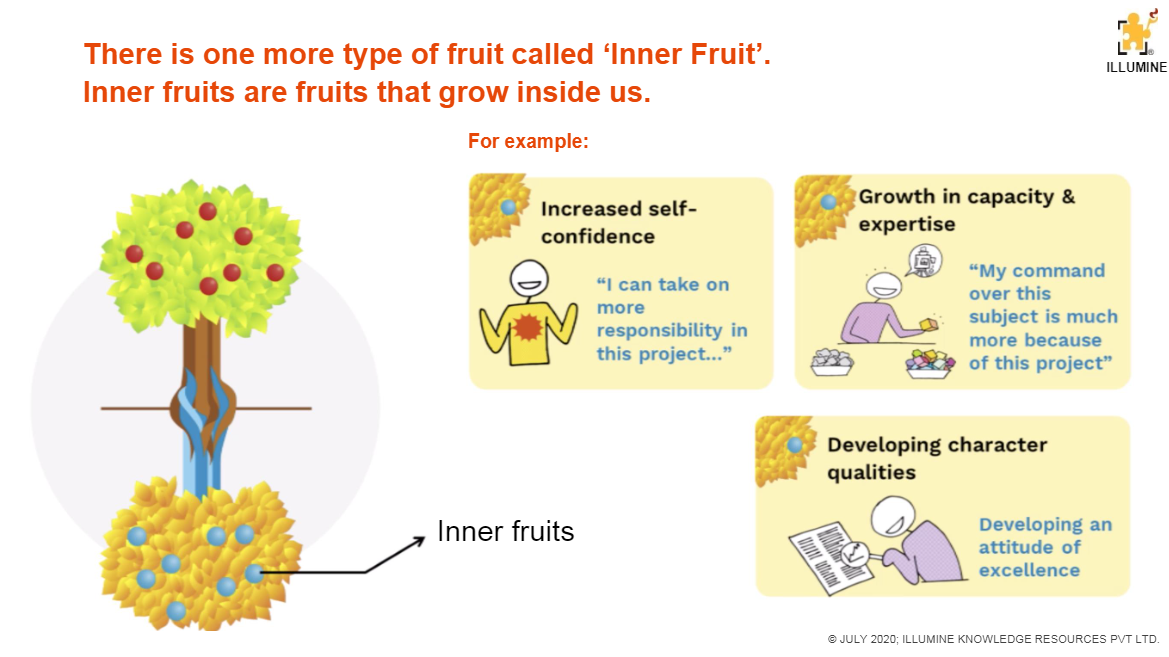 There is one more type of fruit called ‘Inner Fruit’.
Inner fruits are fruits that grow inside us.
ILLUMINE
®
For example:
Increased self-
confidence
“I can take on
more
responsibility in
this project...”
Growth in capacity &
expertise
“My command
over this
subject is much
more because
of this project”
Developing character
qualities
Developing an
attitude of
excellence
Inner fruits
© JULY 2020; ILLUMINE KNOWLEDGE RESOURCES PVT LTD.